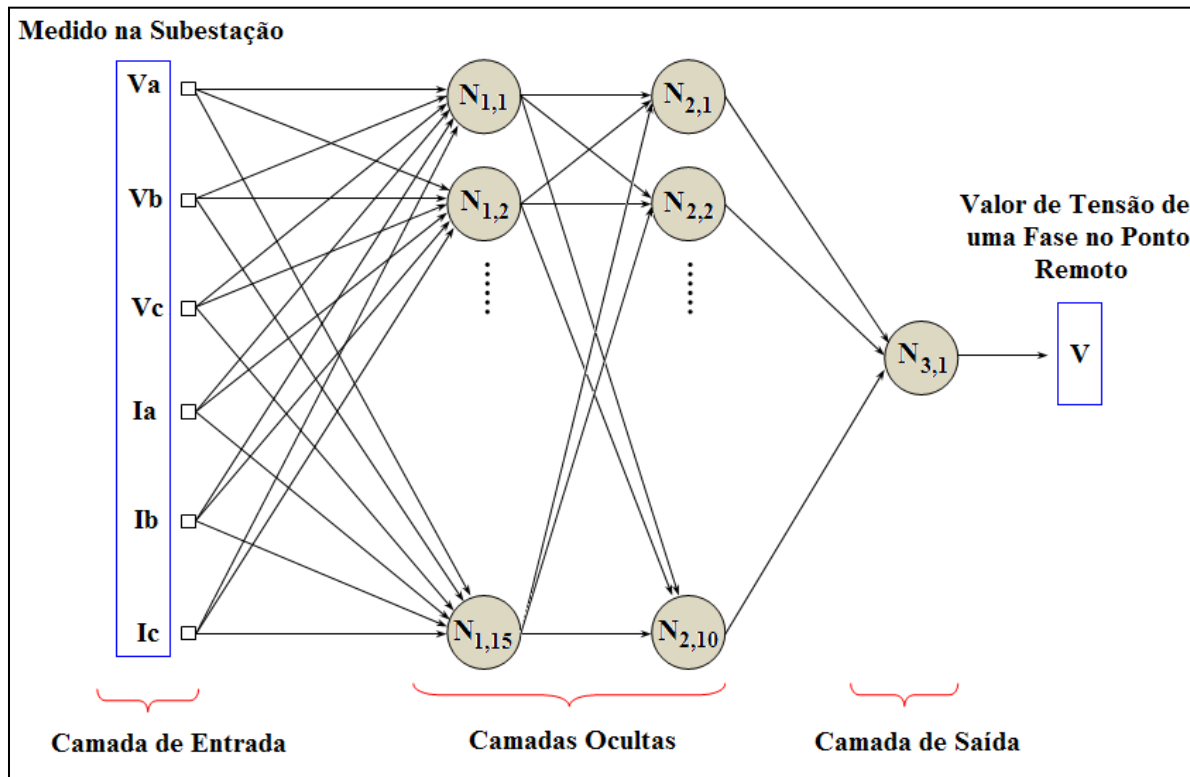 Medido na Subestação
Va
Vb
Vc
Ia
Ib
Ic
N1,1
N1,2
N1,15
N2,1
N2,2
N2,10
N3,1
Valor de Tensão de
uma Fase no Ponto
Remoto
V
Camada de Entrada
Camadas Ocultas
Camada de Saída